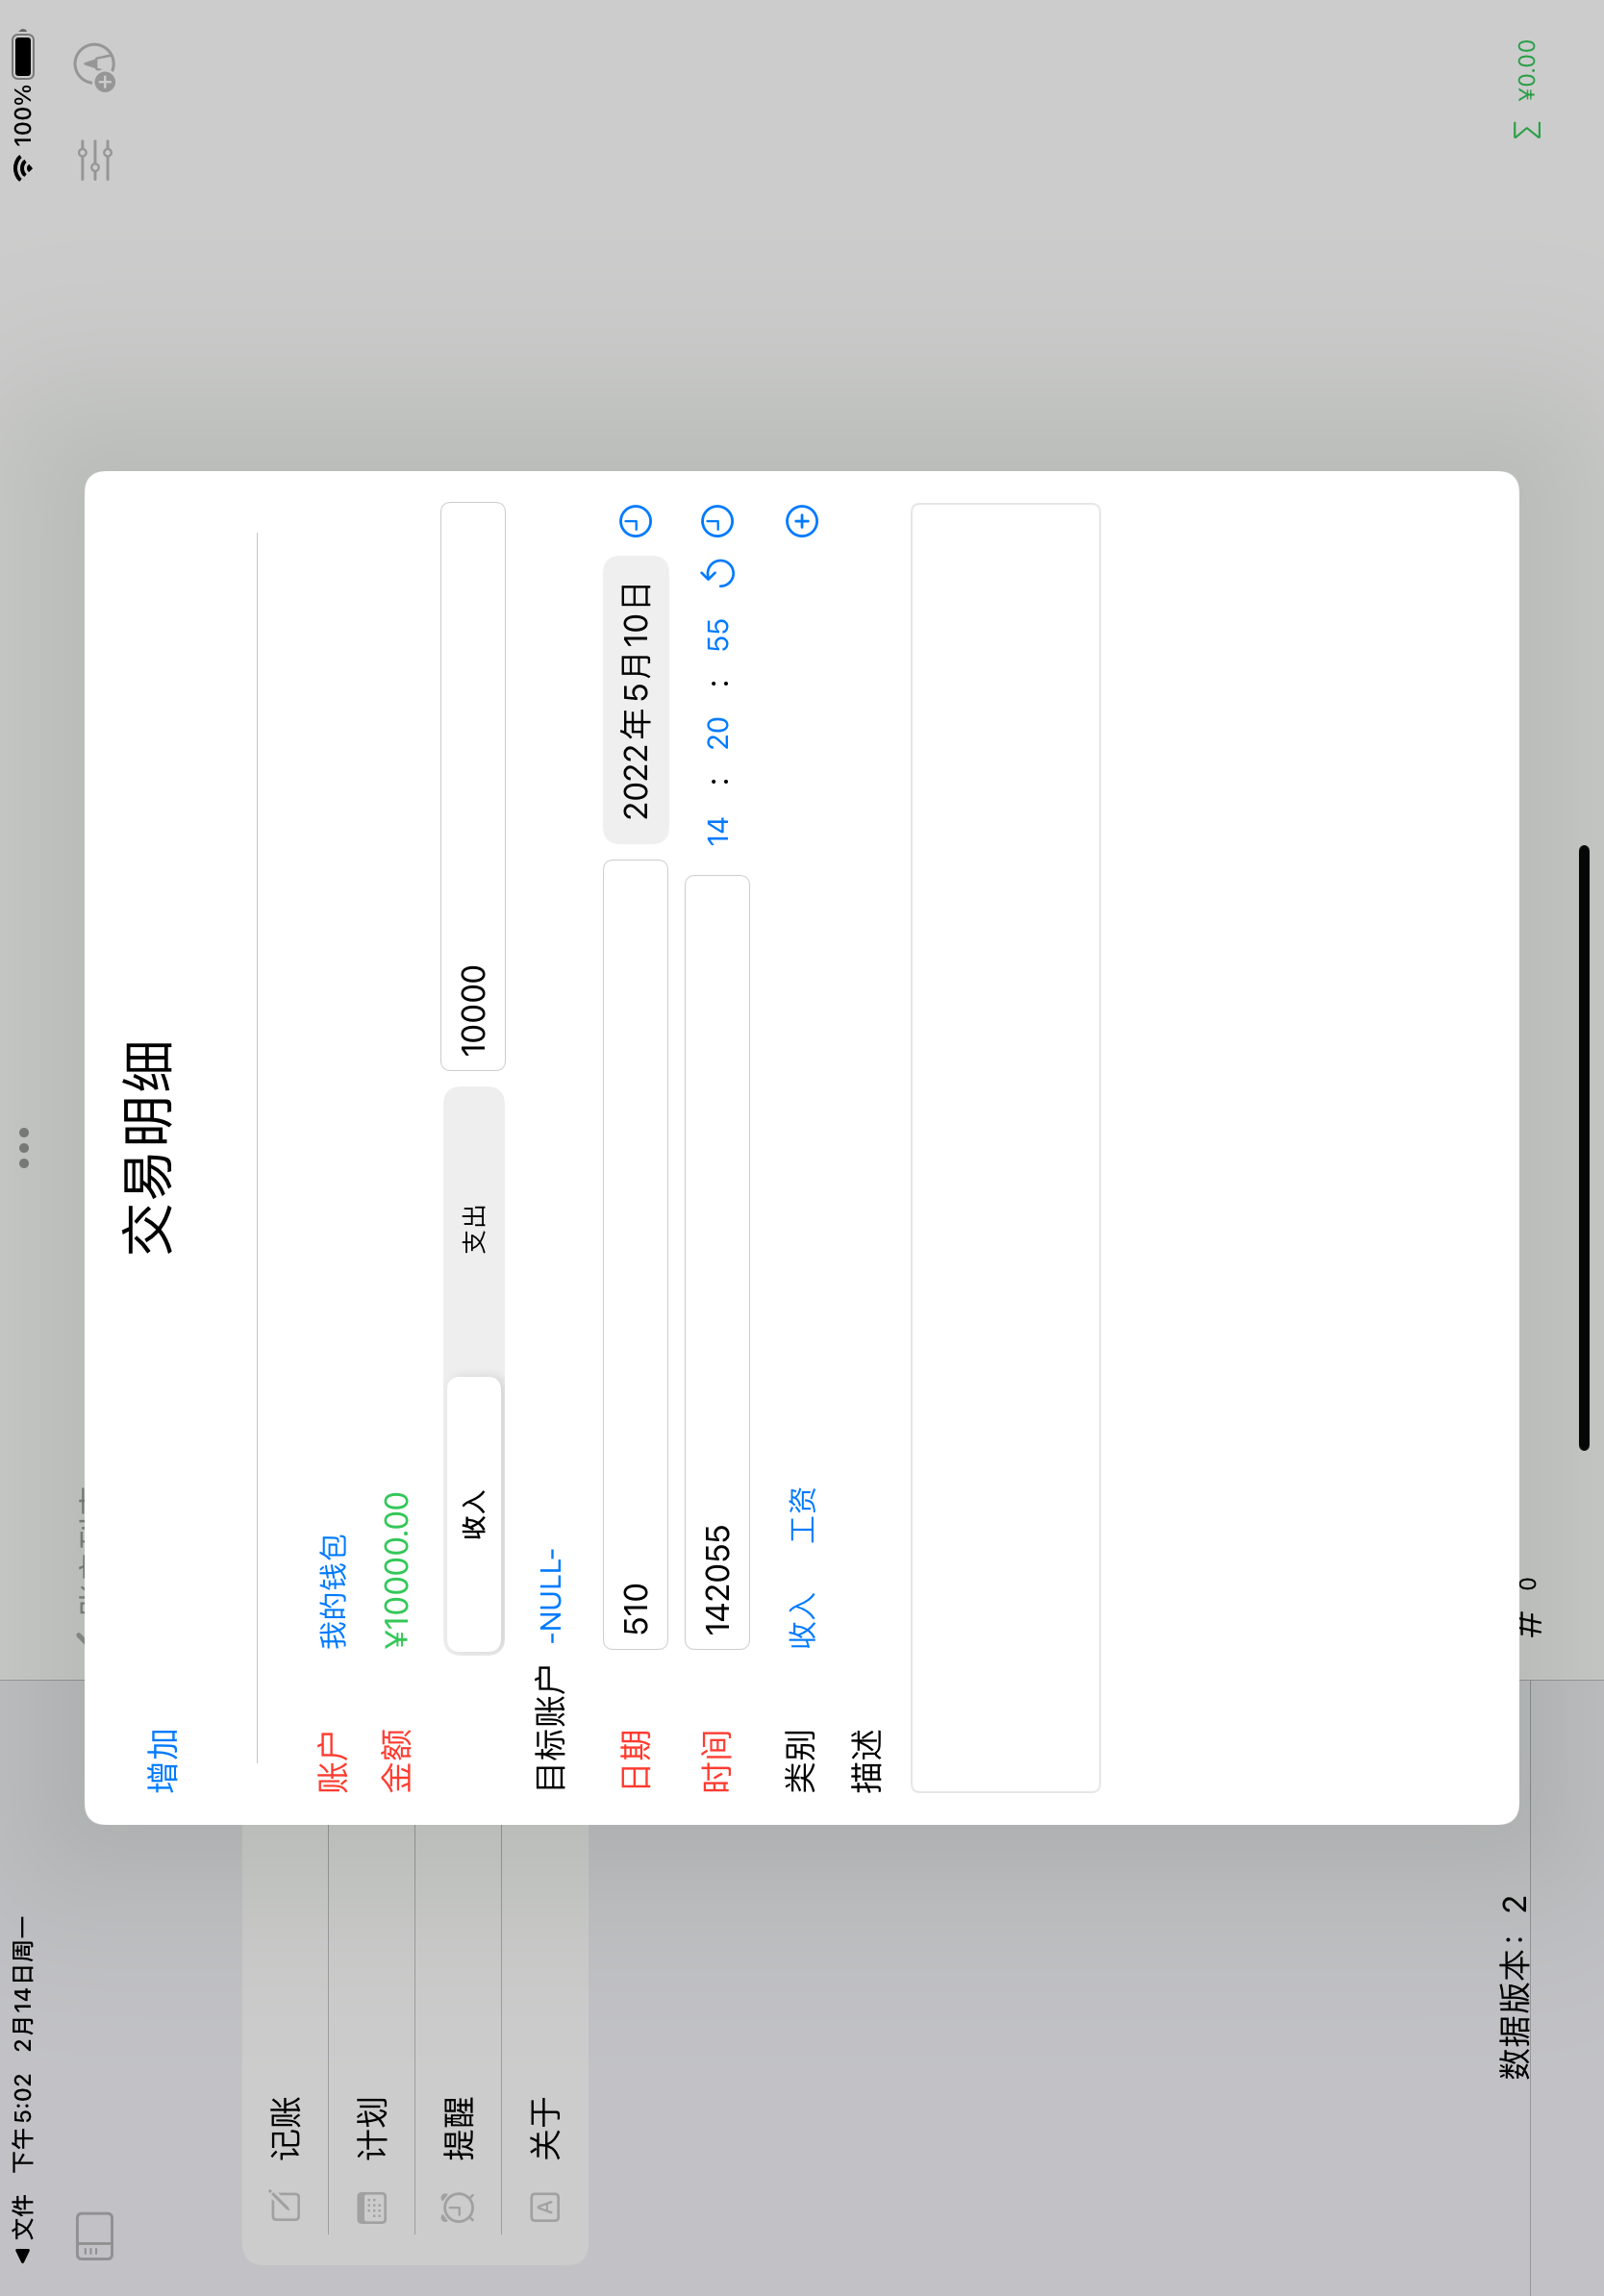 文件 下午5:02 2月14日周一
100%
交易明细
增加
账户 我的钱包
金额 ¥10000.00
收入 支出 10000
目标账户 -NULL-
日期 510 2022年5月10日
时间 142055 14 : 20 : 55
类别 收入 工资
描述
记账
计划
提醒
关于
数据版本：2
# 0
∑ ¥0.00